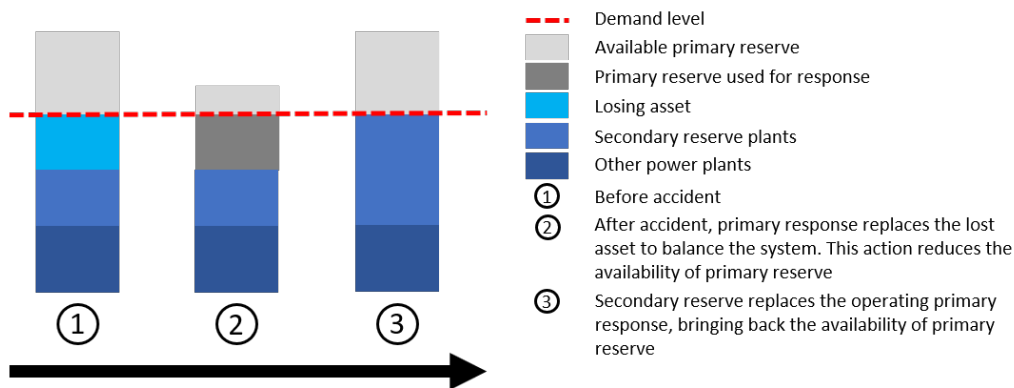 Demand level
Available primary reserve
Primary reserve used for response
Losing asset
Secondary reserve plants
Other power plants
1 Before accident
2 After accident, primary response replaces the lost
asset to balance the system. This action reduces the
availability of primary reserve
3 Secondary reserve replaces the operating primary
response, bringing back the availability of primary
reserve
1 2 3